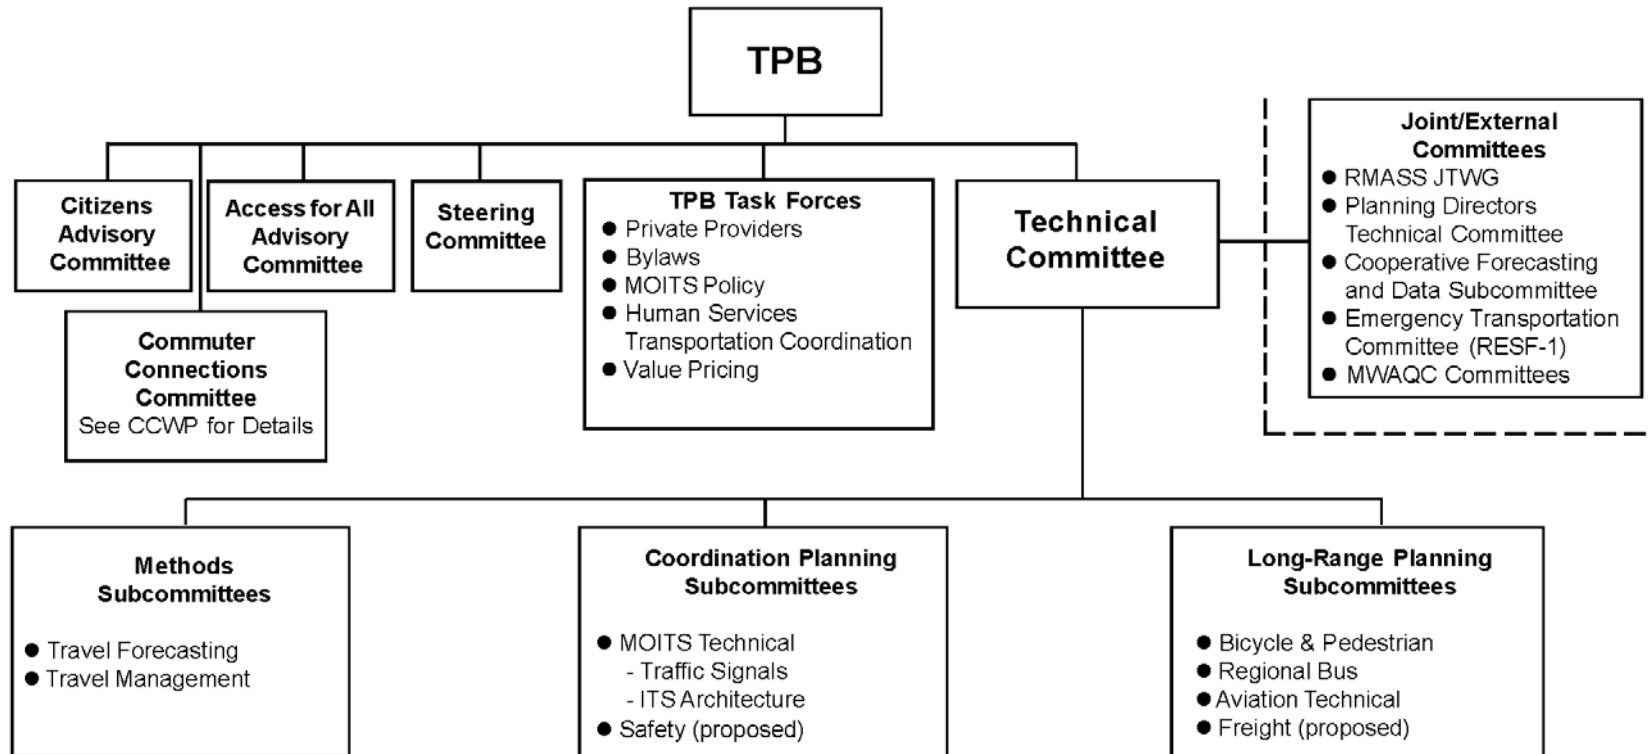 TPB
Citizens
Advisory
Committee
Access for All
Advisory
Committee
Steering
Committee
TPB Task Forces
● Private Providers
● Bylaws
● MOITS Policy
● Human Services
Transportation Coordination
● Value Pricing
Technical
Committee
Joint/External
Committees
● RMASS JTWG
● Planning Directors
Technical Committee
● Cooperative Forecasting
and Data Subcommittee
● Emergency Transportation
Committee (RESF-1)
● MWAQC Committees
Commuter
Connections
Committee
See CCWP for Details
Methods
Subcommittees
● Travel Forecasting
● Travel Management
Coordination Planning
Subcommittees
● MOITS Technical
- Traffic Signals
- ITS Architecture
● Safety (proposed)
Long-Range Planning
Subcommittees
● Bicycle & Pedestrian
● Regional Bus
● Aviation Technical
● Freight (proposed)